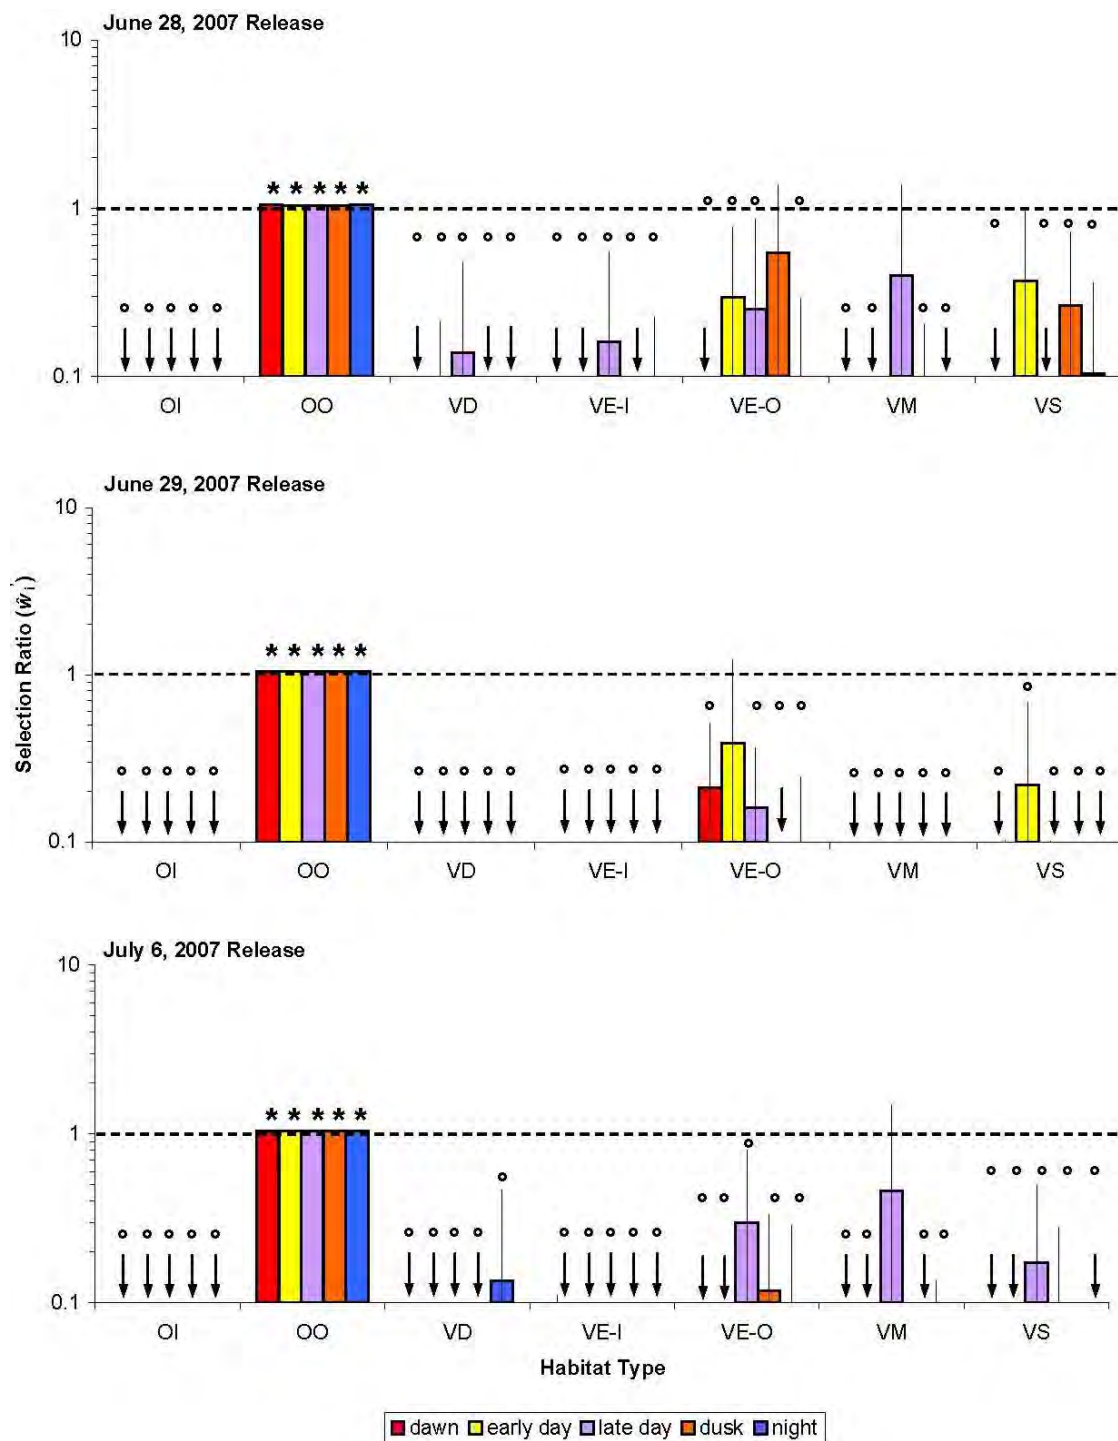 June 28, 2007 Release
10
* * * * *
1
0.1
OI OO VD VE-I VE-O VM VS
June 29, 2007 Release
10
* * * * *
1
0.1
OI OO VD VE-I VE-O VM VS
Selection Ratio (ŵ'i)
July 6, 2007 Release
10
* * * * *
1
0.1
OI OO VD VE-I VE-O VM VS
Habitat Type
dawn early day late day dusk night